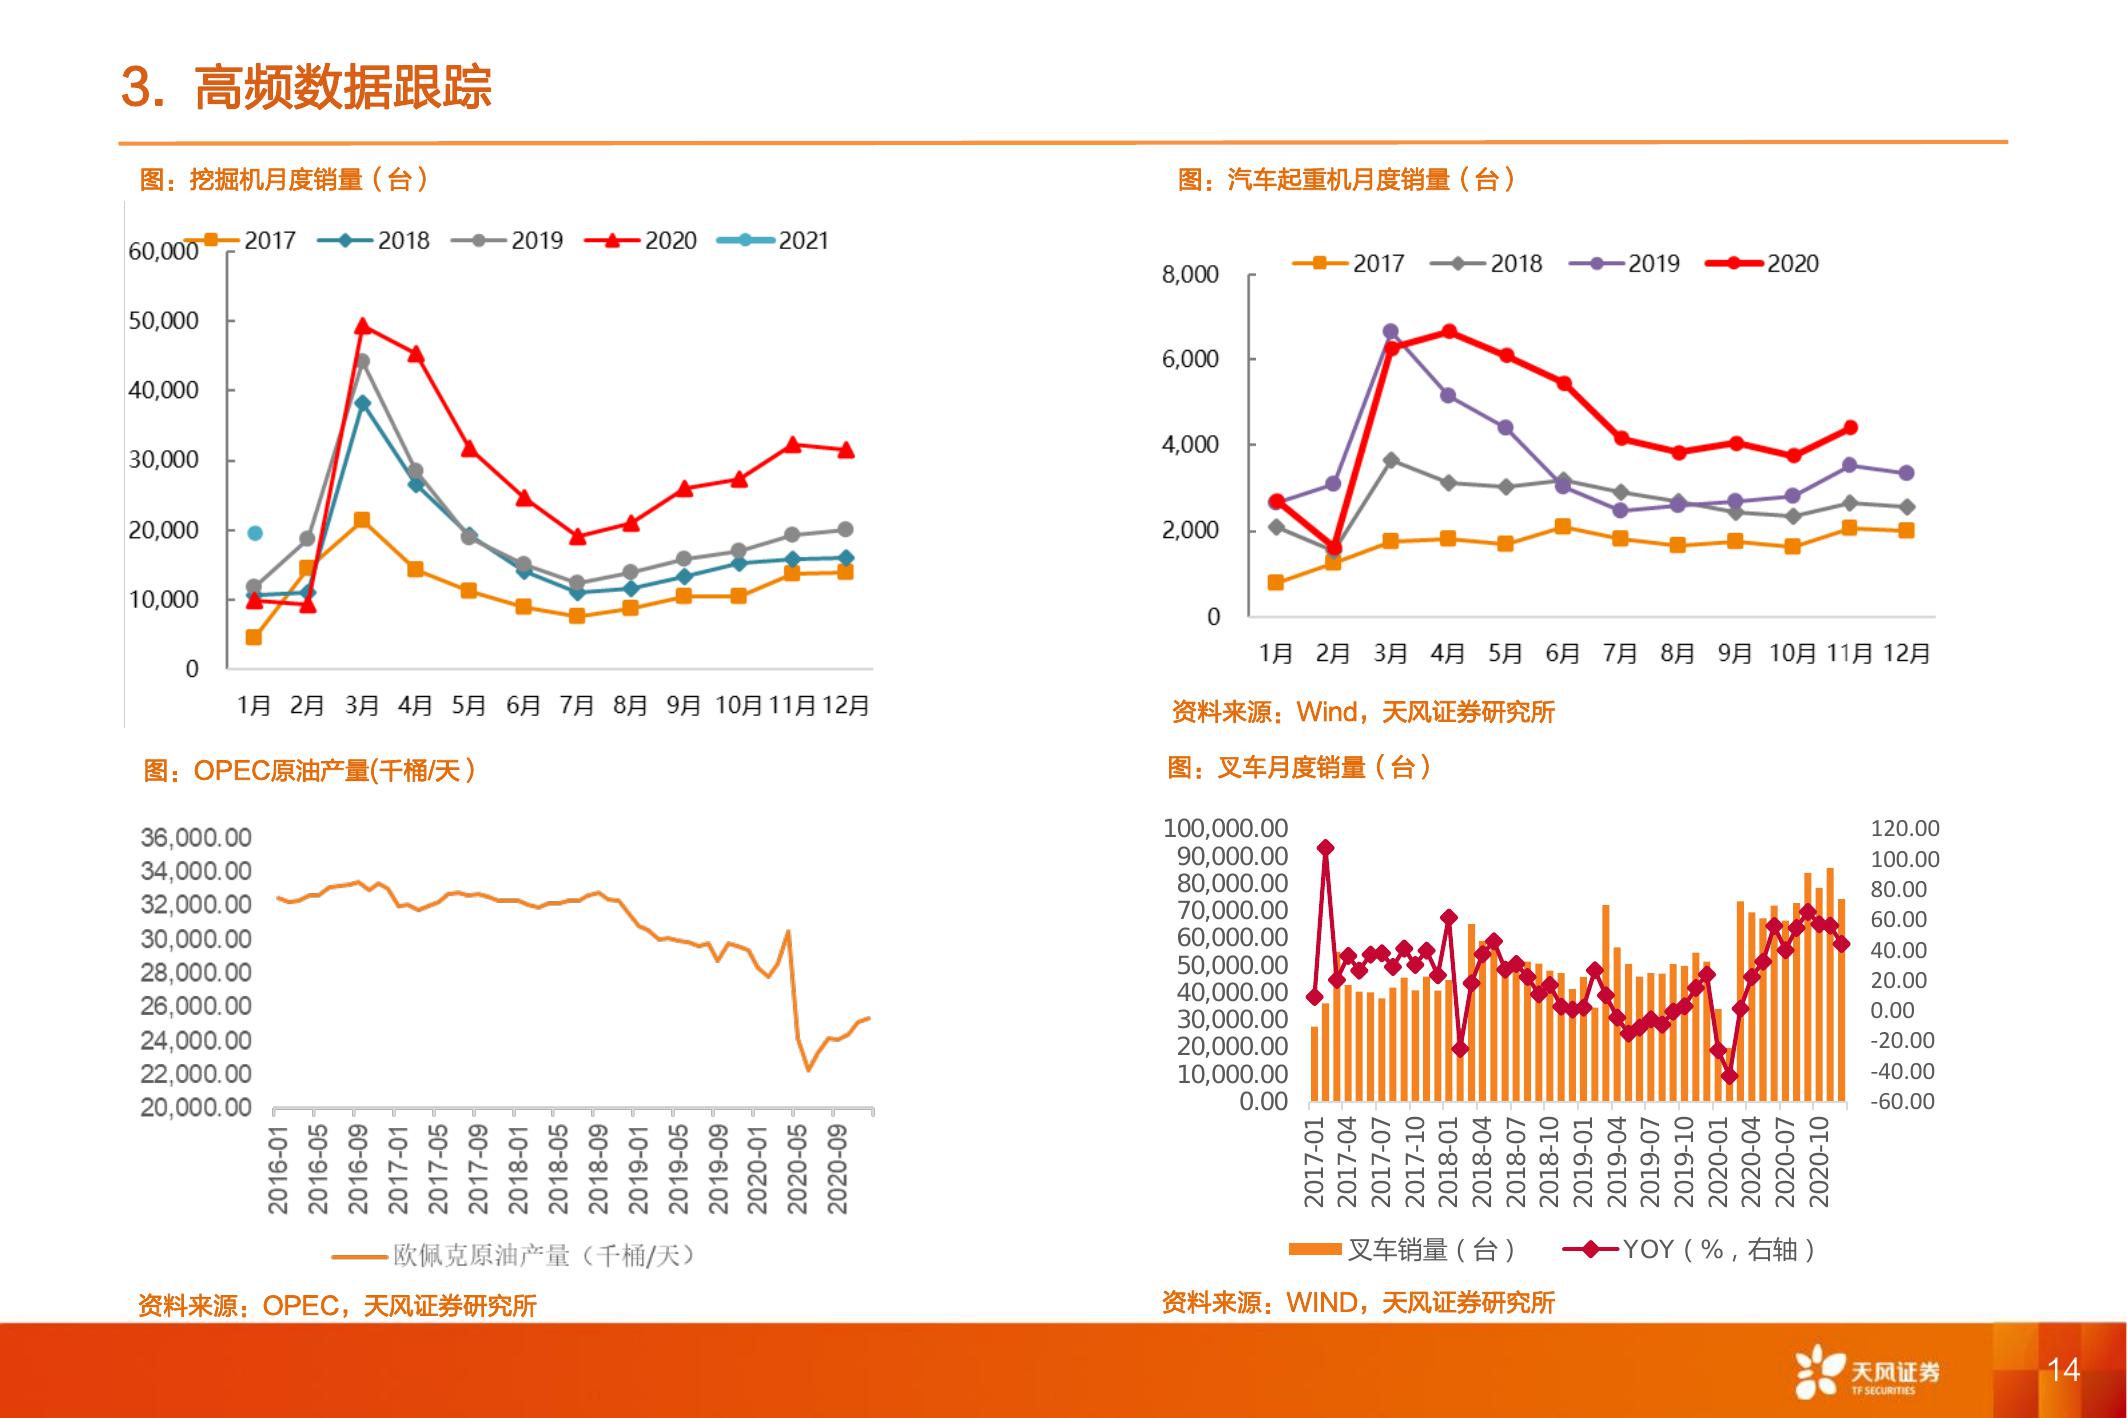 3. 高频数据跟踪
图：挖掘机月度销量（台）
2017 2018 2019 2020 2021
60,000
50,000
40,000
30,000
20,000
10,000
0
1月 2月 3月 4月 5月 6月 7月 8月 9月 10月 11月 12月
图：汽车起重机月度销量（台）
2017 2018 2019 2020
8,000
6,000
4,000
2,000
0
1月 2月 3月 4月 5月 6月 7月 8月 9月 10月 11月 12月
资料来源：Wind，天风证券研究所
图：OPEC原油产量(千桶/天）
36,000.00
34,000.00
32,000.00
30,000.00
28,000.00
26,000.00
24,000.00
22,000.00
20,000.00
2016-01 2016-05 2016-09 2017-01 2017-05 2017-09 2018-01 2018-05 2018-09 2019-01 2019-05 2019-09 2020-01 2020-05 2020-09
欧佩克原油产量（千桶/天）
资料来源：OPEC，天风证券研究所
图：叉车月度销量（台）
100,000.00
90,000.00
80,000.00
70,000.00
60,000.00
50,000.00
40,000.00
30,000.00
20,000.00
10,000.00
0.00
120.00
100.00
80.00
60.00
40.00
20.00
0.00
-20.00
-40.00
-60.00
2017-01 2017-04 2017-07 2017-10 2018-01 2018-04 2018-07 2018-10 2019-01 2019-04 2019-07 2019-10 2020-01 2020-04 2020-07 2020-10
叉车销量（台） YOY（%，右轴）
资料来源：WIND，天风证券研究所
天风证券
TF SECURITIES
14